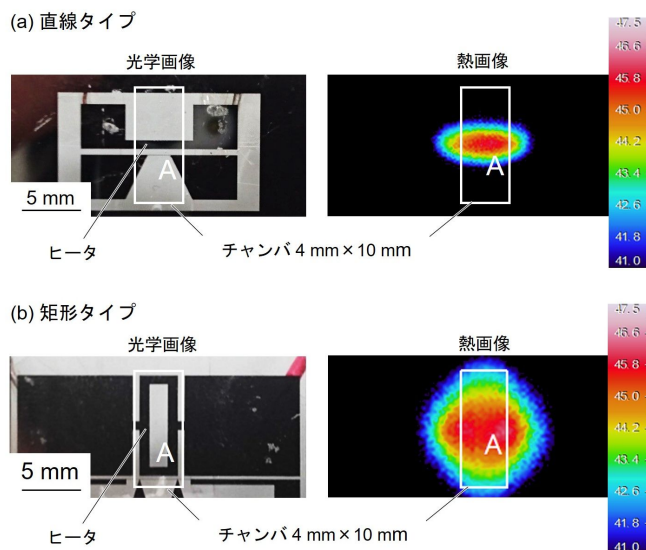 (a) 直線タイプ
光学画像
熱画像
A
A
5 mm
ヒータ
チャンバ 4 mm×10 mm
47.5
46.6
45.8
45.0
44.2
43.4
42.6
41.8
41.0
(b) 矩形タイプ
光学画像
熱画像
A
A
5 mm
ヒータ
チャンバ 4 mm×10 mm
47.5
46.6
45.8
45.0
44.2
43.4
42.6
41.8
41.0